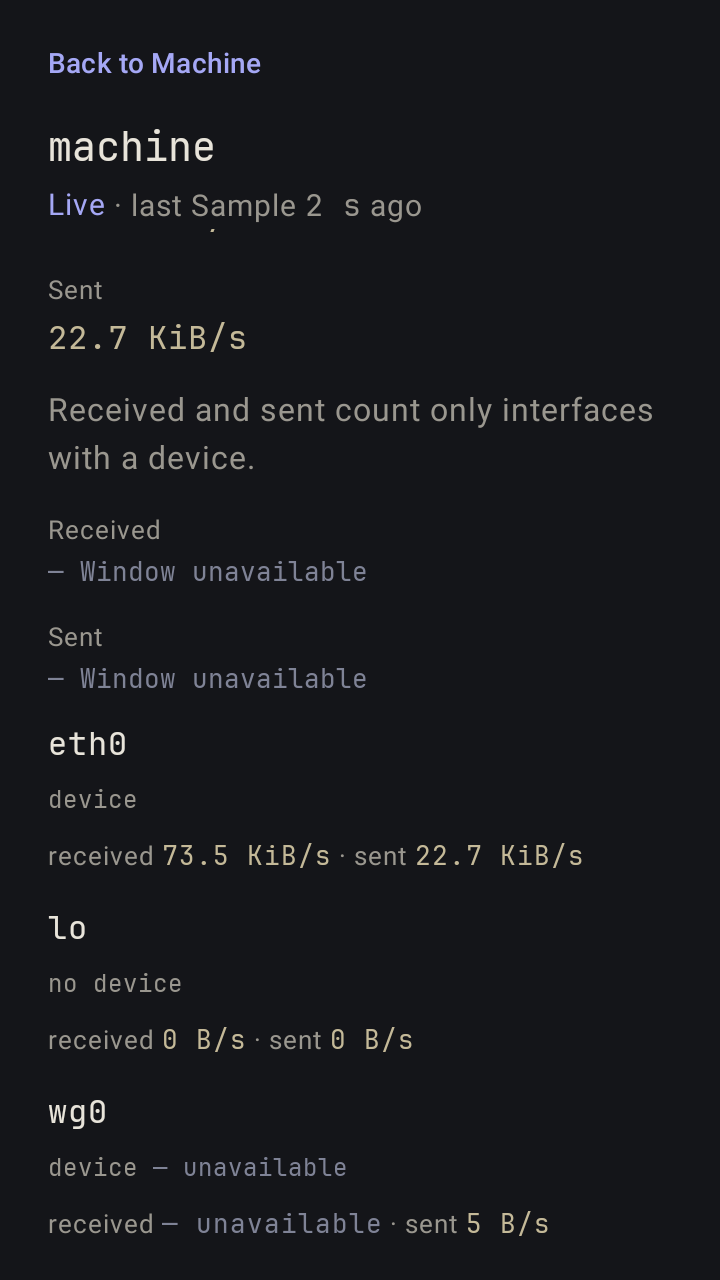 Back to Machine
machine
Live · last Sample 2 s ago
Sent
22.7 KiB/s
Received and sent count only interfaces
with a device.
Received
— Window unavailable
Sent
— Window unavailable
eth0
device
received 73.5 KiB/s · sent 22.7 KiB/s
lo
no device
received 0 B/s · sent 0 B/s
wg0
device — unavailable
received — unavailable · sent 5 B/s